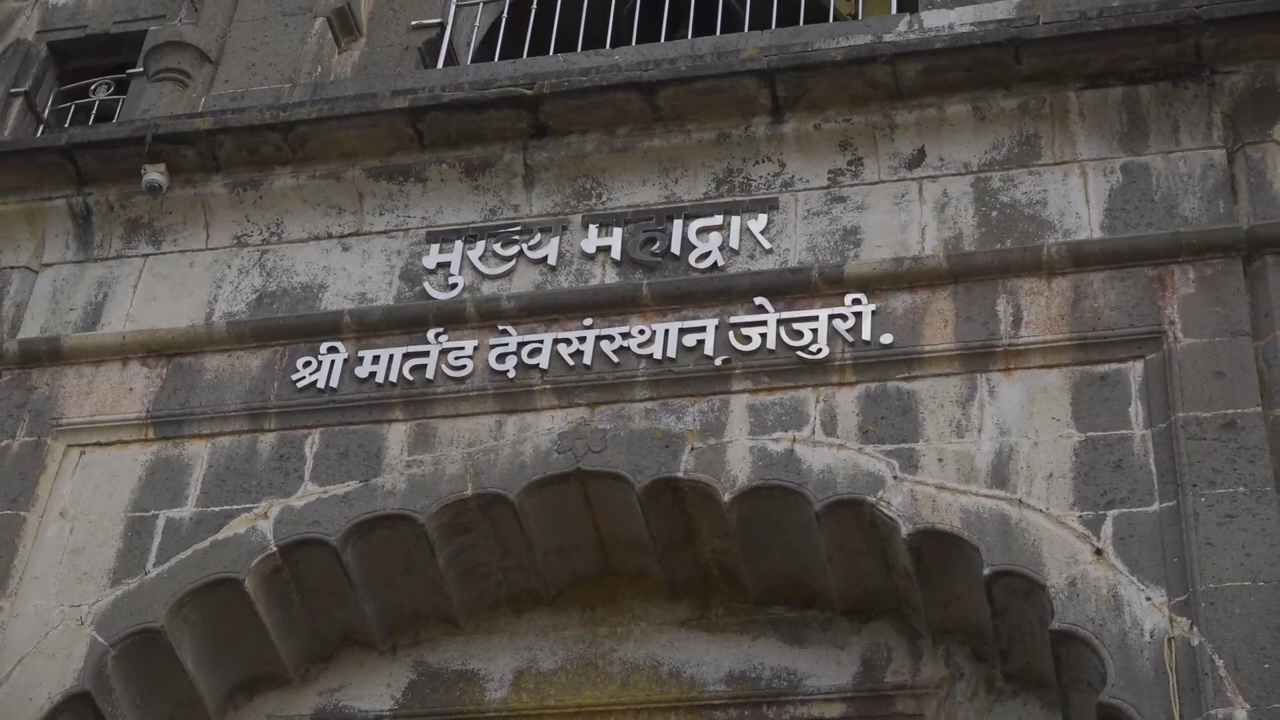 मुख्य महाद्वार
श्री मार्तंड देवसंस्थान, जेजुरी.